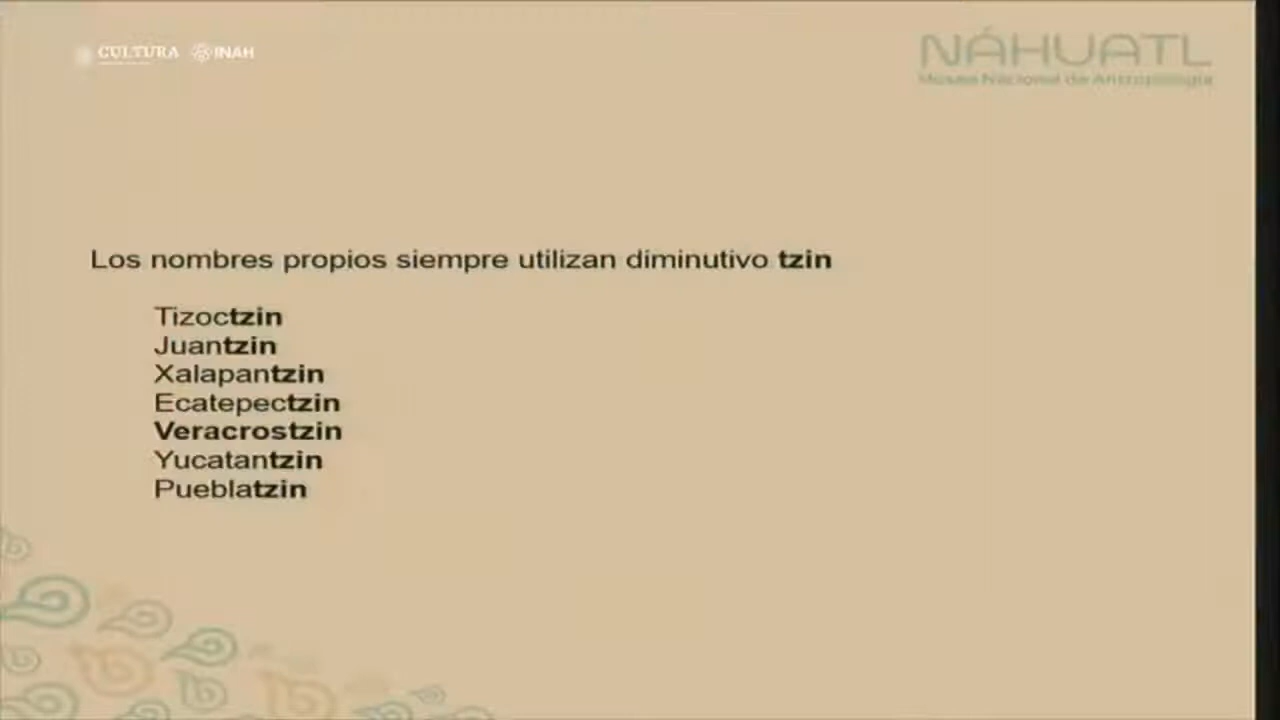 CULTURA INAH
NÁHUATL
Museo Nacional de Antropología
Los nombres propios siempre utilizan diminutivo tzin
Tizoctzin
Juantzin
Xalapantzin
Ecatepectzin
Veracrostzin
Yucatantzin
Pueblatzin